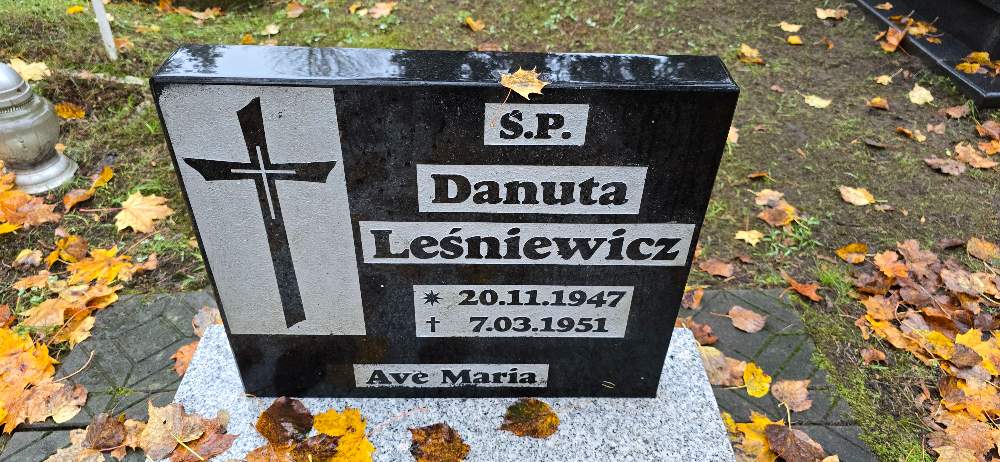 Ś.P.
Danuta
Leśniewicz
✷ 20.11.1947
† 7.03.1951
Ave Maria